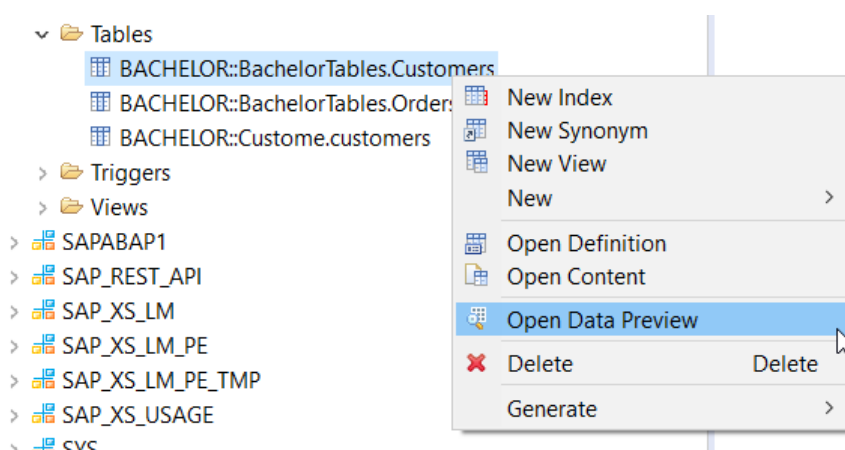 Tables
BACHELOR::BachelorTables.Customers
BACHELOR::BachelorTables.Orders
BACHELOR::Custome.customers
Triggers
Views
SAPABAP1
SAP_REST_API
SAP_XS_LM
SAP_XS_LM_PE
SAP_XS_LM_PE_TMP
SAP_XS_USAGE
SYS
New Index
New Synonym
New View
New
Open Definition
Open Content
Open Data Preview
Delete Delete
Generate